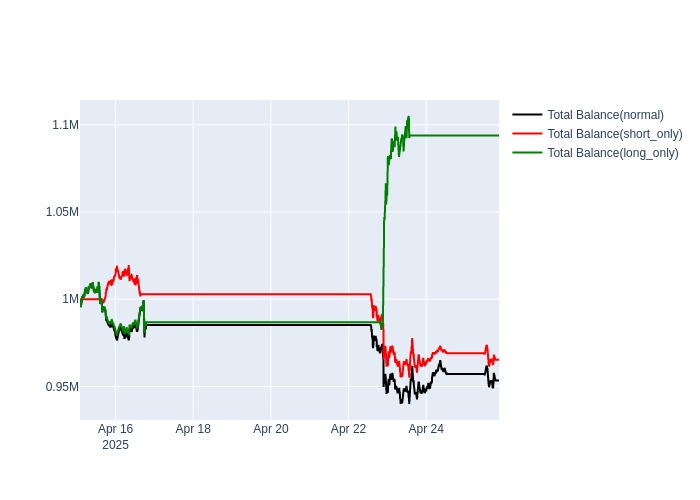 1.1M
1.05M
1M
0.95M
Apr 16
2025
Apr 18
Apr 20
Apr 22
Apr 24
Total Balance(normal)
Total Balance(short_only)
Total Balance(long_only)